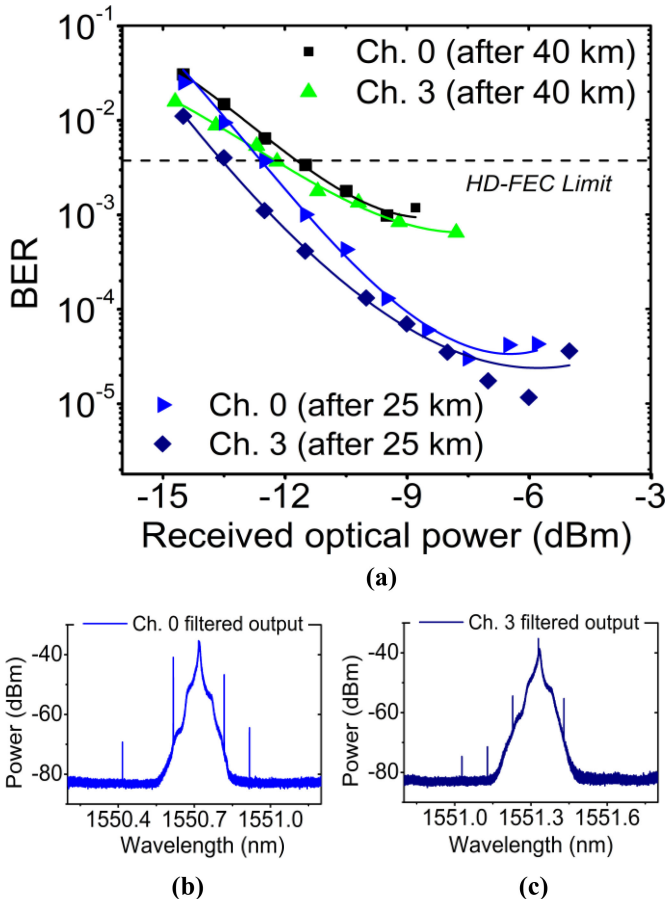 10⁻¹
10⁻²
10⁻³
10⁻⁴
10⁻⁵
BER
Ch. 0 (after 40 km)
Ch. 3 (after 40 km)
HD-FEC Limit
Ch. 0 (after 25 km)
Ch. 3 (after 25 km)
-15 -12 -9 -6 -3
Received optical power (dBm)
(a)
Ch. 0 filtered output
-40
-60
-80
Power (dBm)
1550.4 1550.7 1551.0
Wavelength (nm)
(b)
Ch. 3 filtered output
-40
-60
-80
Power (dBm)
1551.0 1551.3 1551.6
Wavelength (nm)
(c)